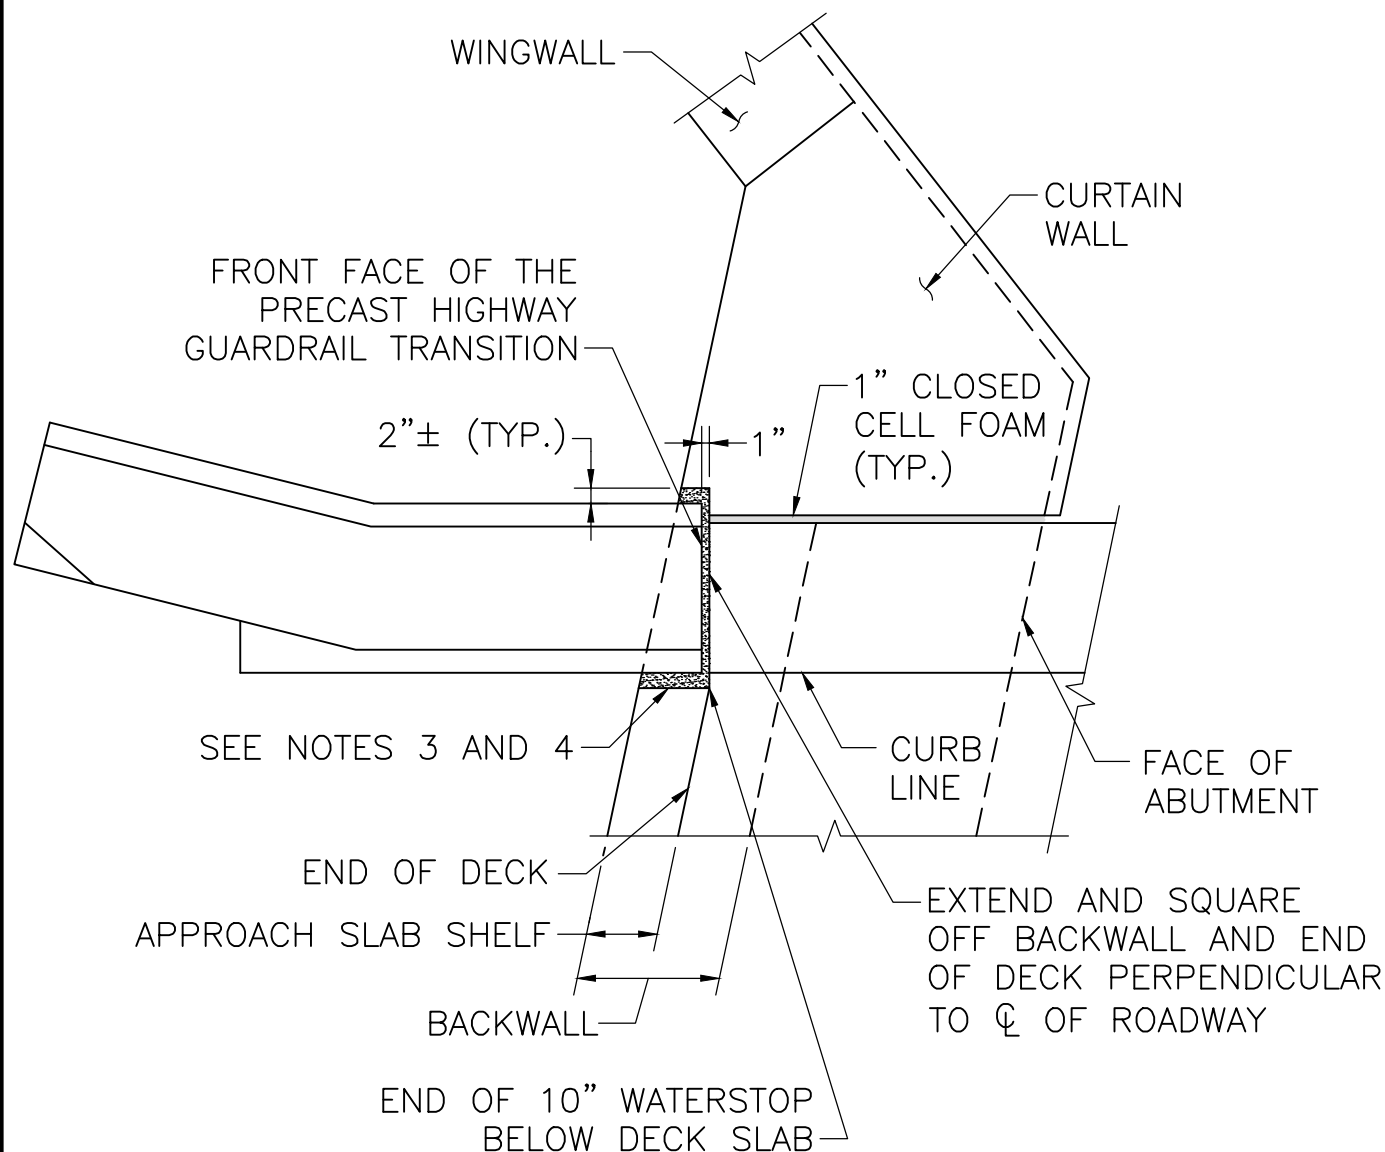 WINGWALL
CURTAIN
WALL
FRONT FACE OF THE
PRECAST HIGHWAY
GUARDRAIL TRANSITION
1” CLOSED
CELL FOAM
(TYP.)
2”± (TYP.)
1”
SEE NOTES 3 AND 4
CURB
LINE
FACE OF
ABUTMENT
END OF DECK
APPROACH SLAB SHELF
EXTEND AND SQUARE
OFF BACKWALL AND END
OF DECK PERPENDICULAR
TO ℄ OF ROADWAY
BACKWALL
END OF 10” WATERSTOP
BELOW DECK SLAB